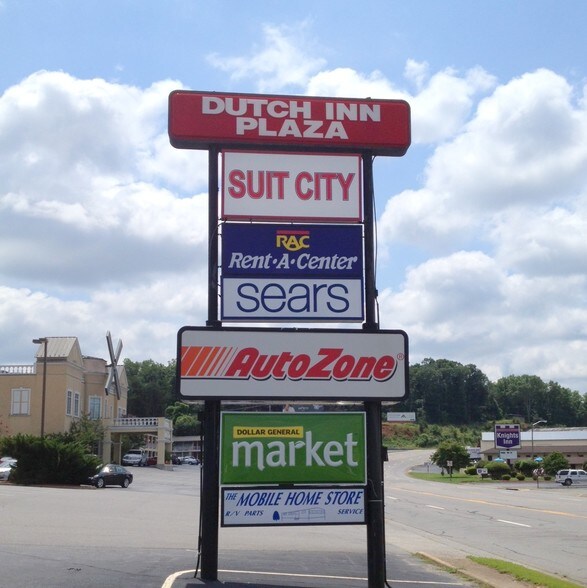 DUTCH INN
PLAZA
SUIT CITY
RAC
Rent-A-Center
sears
AutoZone®
DOLLAR GENERAL
market
THE MOBILE HOME STORE
R/V PARTS SERVICE
Knights
Inn